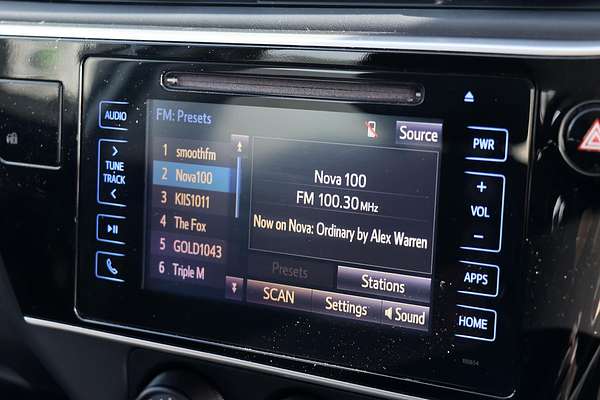 FM: Presets
Source
AUDIO
TUNE
TRACK
1 smoothfm
2 Nova100
3 KIIS1011
4 The Fox
5 GOLD1043
6 Triple M
Nova 100
FM 100.30 MHz
Now on Nova: Ordinary by Alex Warren
Presets
Stations
SCAN
Settings
Sound
PWR
+
VOL
-
APPS
HOME